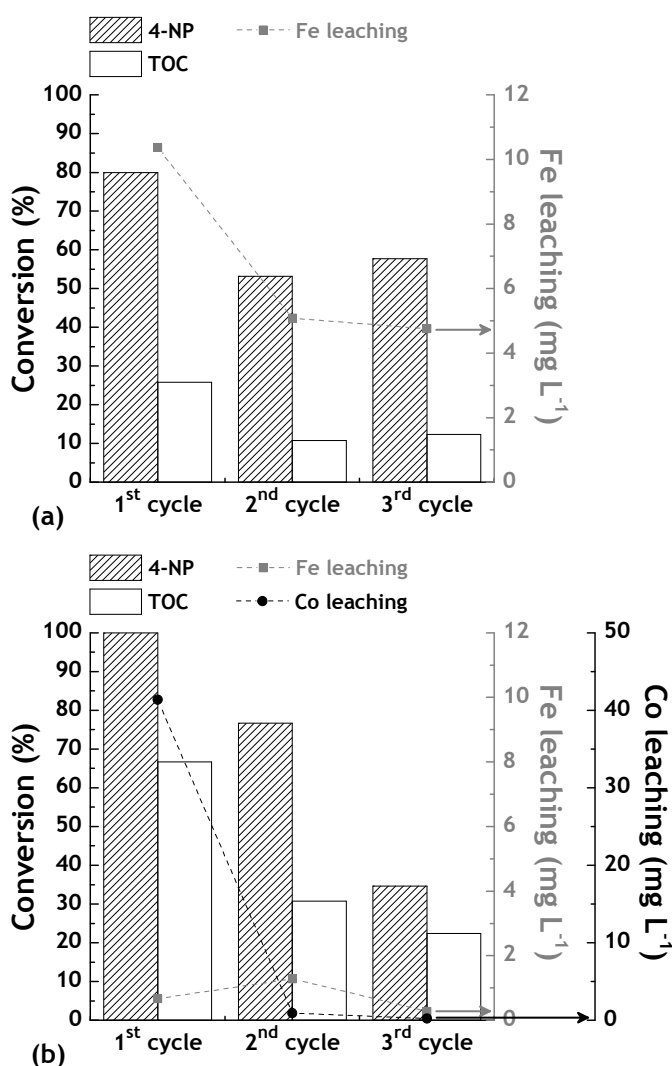 4-NP
Fe leaching
TOC
Conversion (%)
100
90
80
70
60
50
40
30
20
10
0
12
10
8
6
4
2
0
Fe leaching (mg L⁻¹)
1ˢᵗ cycle 2ⁿᵈ cycle 3ʳᵈ cycle
(a)
4-NP
Fe leaching
TOC
Co leaching
Conversion (%)
100
90
80
70
60
50
40
30
20
10
0
12
10
8
6
4
2
0
Fe leaching (mg L⁻¹)
50
40
30
20
10
0
Co leaching (mg L⁻¹)
1ˢᵗ cycle 2ⁿᵈ cycle 3ʳᵈ cycle
(b)